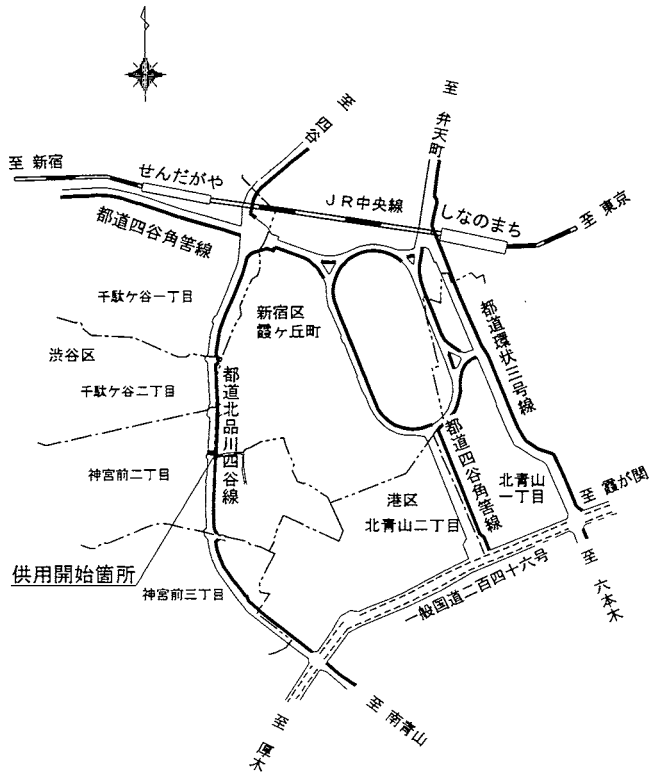 至 四谷
至 弁天町
至 新宿
せんだがや
JR中央線
しなのまち
至 東京
都道四谷角筈線
千駄ケ谷一丁目
新宿区
霞ヶ丘町
都道環状三号線
渋谷区
千駄ケ谷二丁目
都道北品川四谷線
都道四谷角筈線
神宮前二丁目
港区
北青山二丁目
北青山
一丁目
至 霞が関
供用開始箇所
神宮前三丁目
一般国道二百四十六号
至 六本木
至 南青山
至 厚木